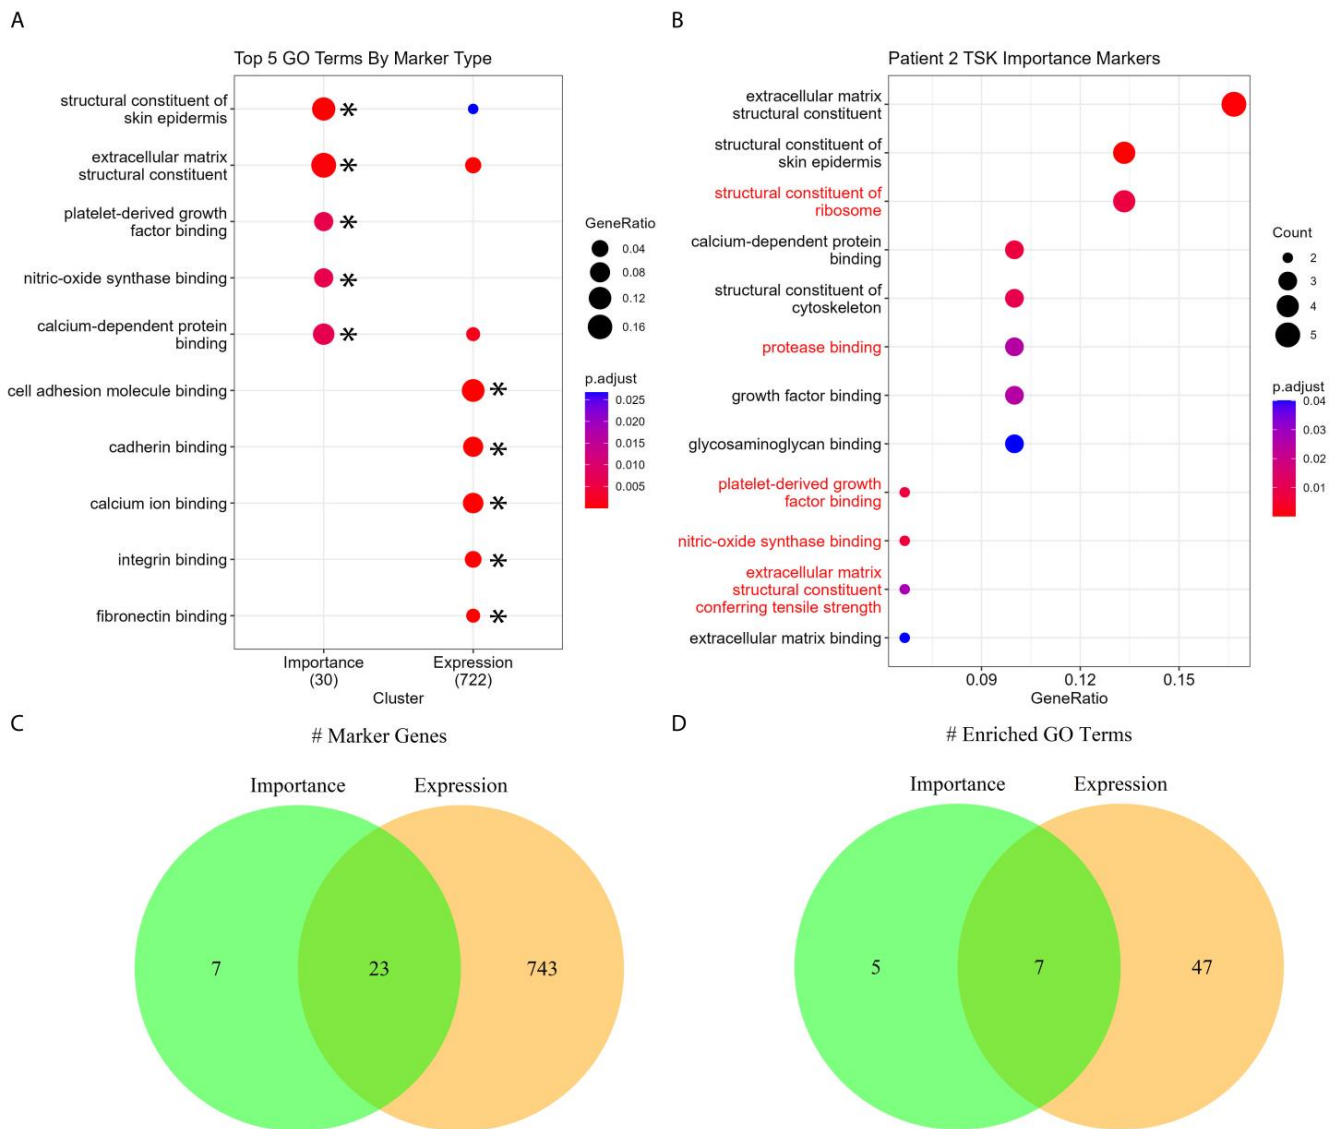 A
Top 5 GO Terms By Marker Type
structural constituent of
skin epidermis
extracellular matrix
structural constituent
platelet-derived growth
factor binding
nitric-oxide synthase binding
calcium-dependent protein
binding
cell adhesion molecule binding
cadherin binding
calcium ion binding
integrin binding
fibronectin binding
Importance
(30)
Expression
(722)
Cluster
GeneRatio
0.04
0.08
0.12
0.16
p.adjust
0.025
0.020
0.015
0.010
0.005
B
Patient 2 TSK Importance Markers
extracellular matrix
structural constituent
structural constituent of
skin epidermis
structural constituent of
ribosome
calcium-dependent protein
binding
structural constituent of
cytoskeleton
protease binding
growth factor binding
glycosaminoglycan binding
platelet-derived growth
factor binding
nitric-oxide synthase binding
extracellular matrix
structural constituent
conferring tensile strength
extracellular matrix binding
0.09
0.12
0.15
GeneRatio
Count
2
3
4
5
p.adjust
0.04
0.03
0.02
0.01
C
# Marker Genes
Importance
Expression
7
23
743
D
# Enriched GO Terms
Importance
Expression
5
7
47